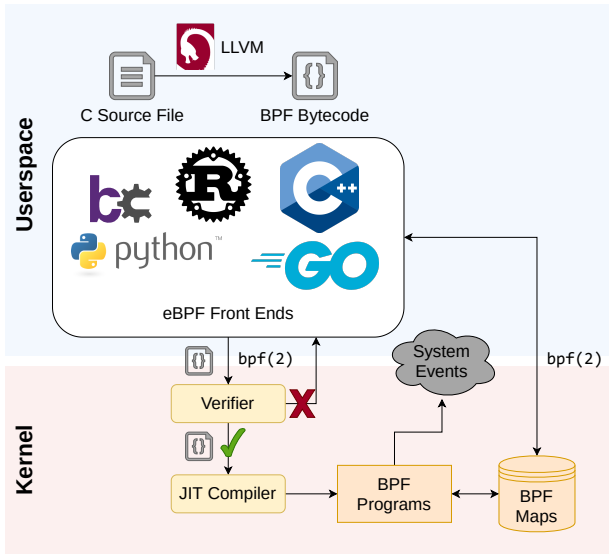 LLVM
C Source File
BPF Bytecode
Userspace
bc
R
C++
python™
GO
eBPF Front Ends
{}
bpf(2)
System
Events
bpf(2)
Verifier
X
{}
Kernel
JIT Compiler
BPF
Programs
BPF
Maps